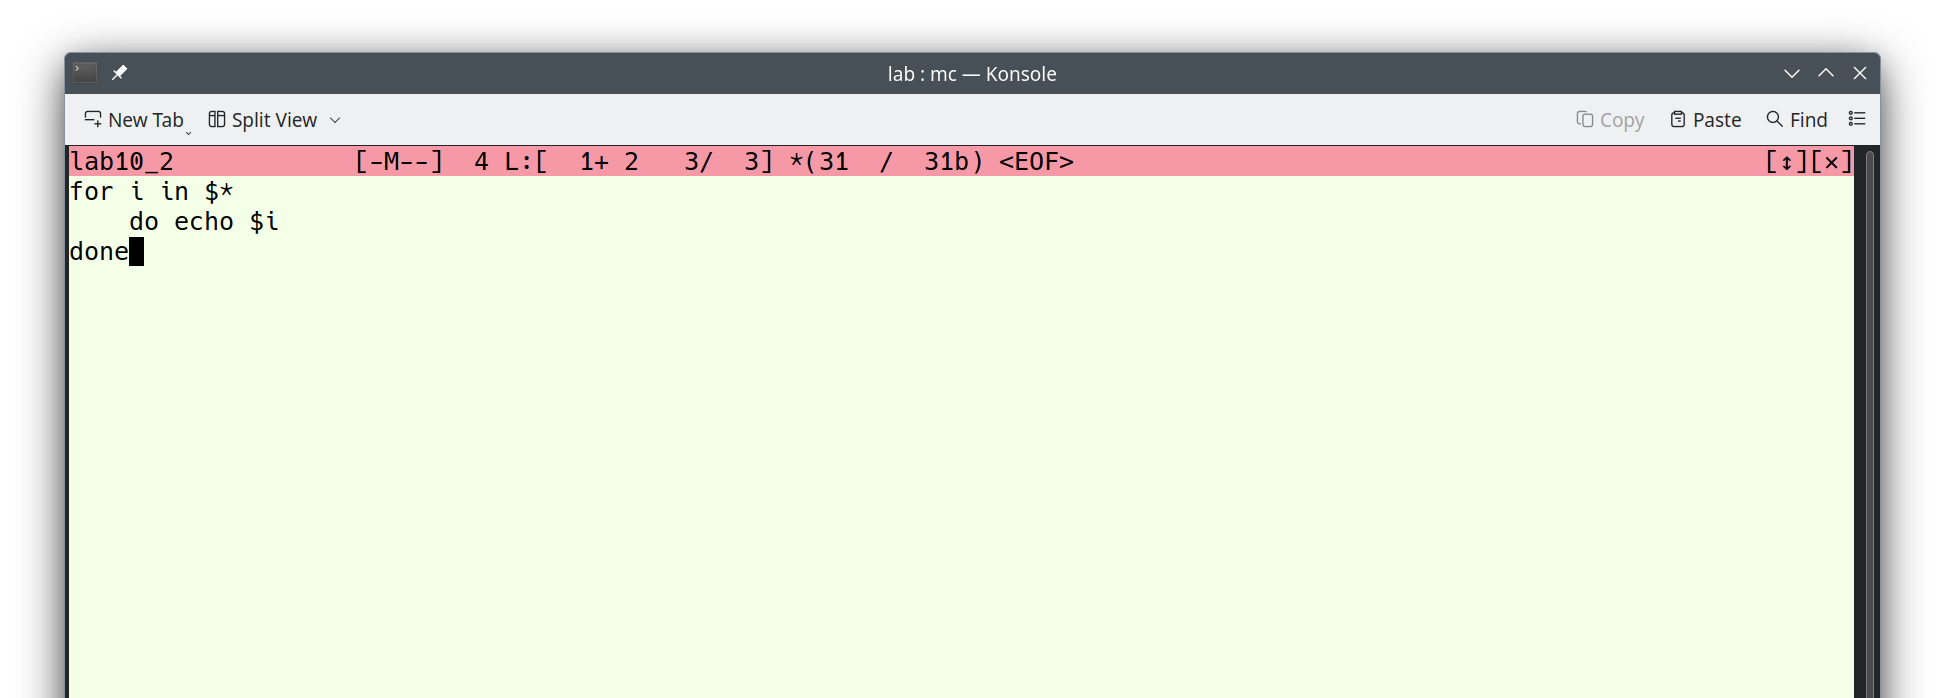 lab : mc — Konsole
New Tab Split View Copy Paste Find
lab10_2 [-M--] 4 L:[ 1+ 2 3/ 3] *(31 / 31b) <EOF> [↕][×]
for i in $*
    do echo $i
done